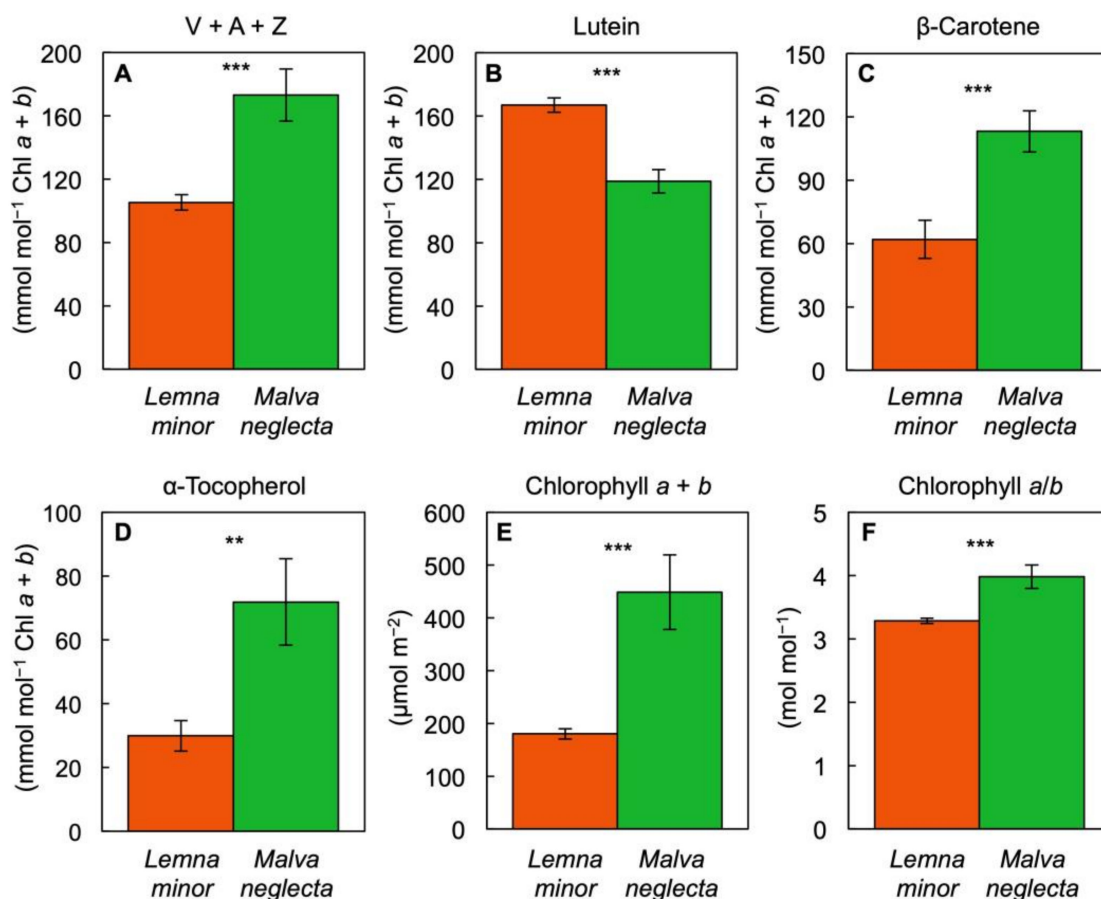 V + A + Z
A
***
200
160
120
80
40
0
(mmol mol⁻¹ Chl a + b)
Lemna minor
Malva neglecta
Lutein
B
***
200
160
120
80
40
0
(mmol mol⁻¹ Chl a + b)
Lemna minor
Malva neglecta
β-Carotene
C
***
150
120
90
60
30
0
(mmol mol⁻¹ Chl a + b)
Lemna minor
Malva neglecta
α-Tocopherol
D
**
100
80
60
40
20
0
(mmol mol⁻¹ Chl a + b)
Lemna minor
Malva neglecta
Chlorophyll a + b
E
***
600
500
400
300
200
100
0
(µmol m⁻²)
Lemna minor
Malva neglecta
Chlorophyll a/b
F
***
5
4
3
2
1
0
(mol mol⁻¹)
Lemna minor
Malva neglecta